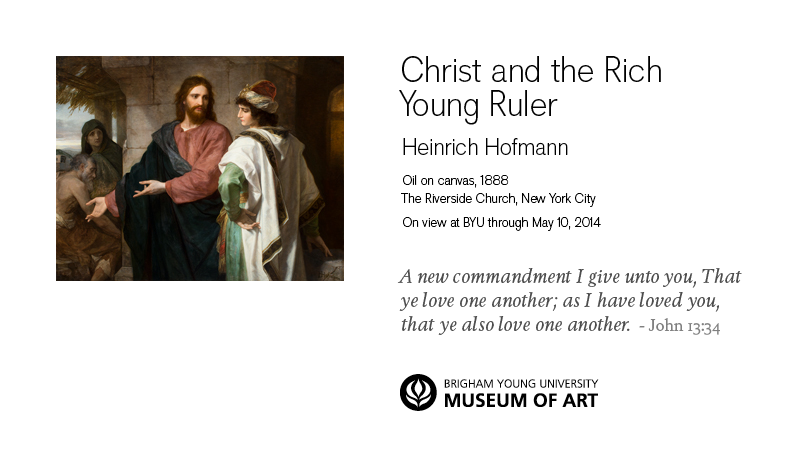 Christ and the Rich
Young Ruler
Heinrich Hofmann
Oil on canvas, 1888
The Riverside Church, New York City
On view at BYU through May 10, 2014
A new commandment I give unto you, That
ye love one another; as I have loved you,
that ye also love one another. - John 13:34
BRIGHAM YOUNG UNIVERSITY
MUSEUM OF ART